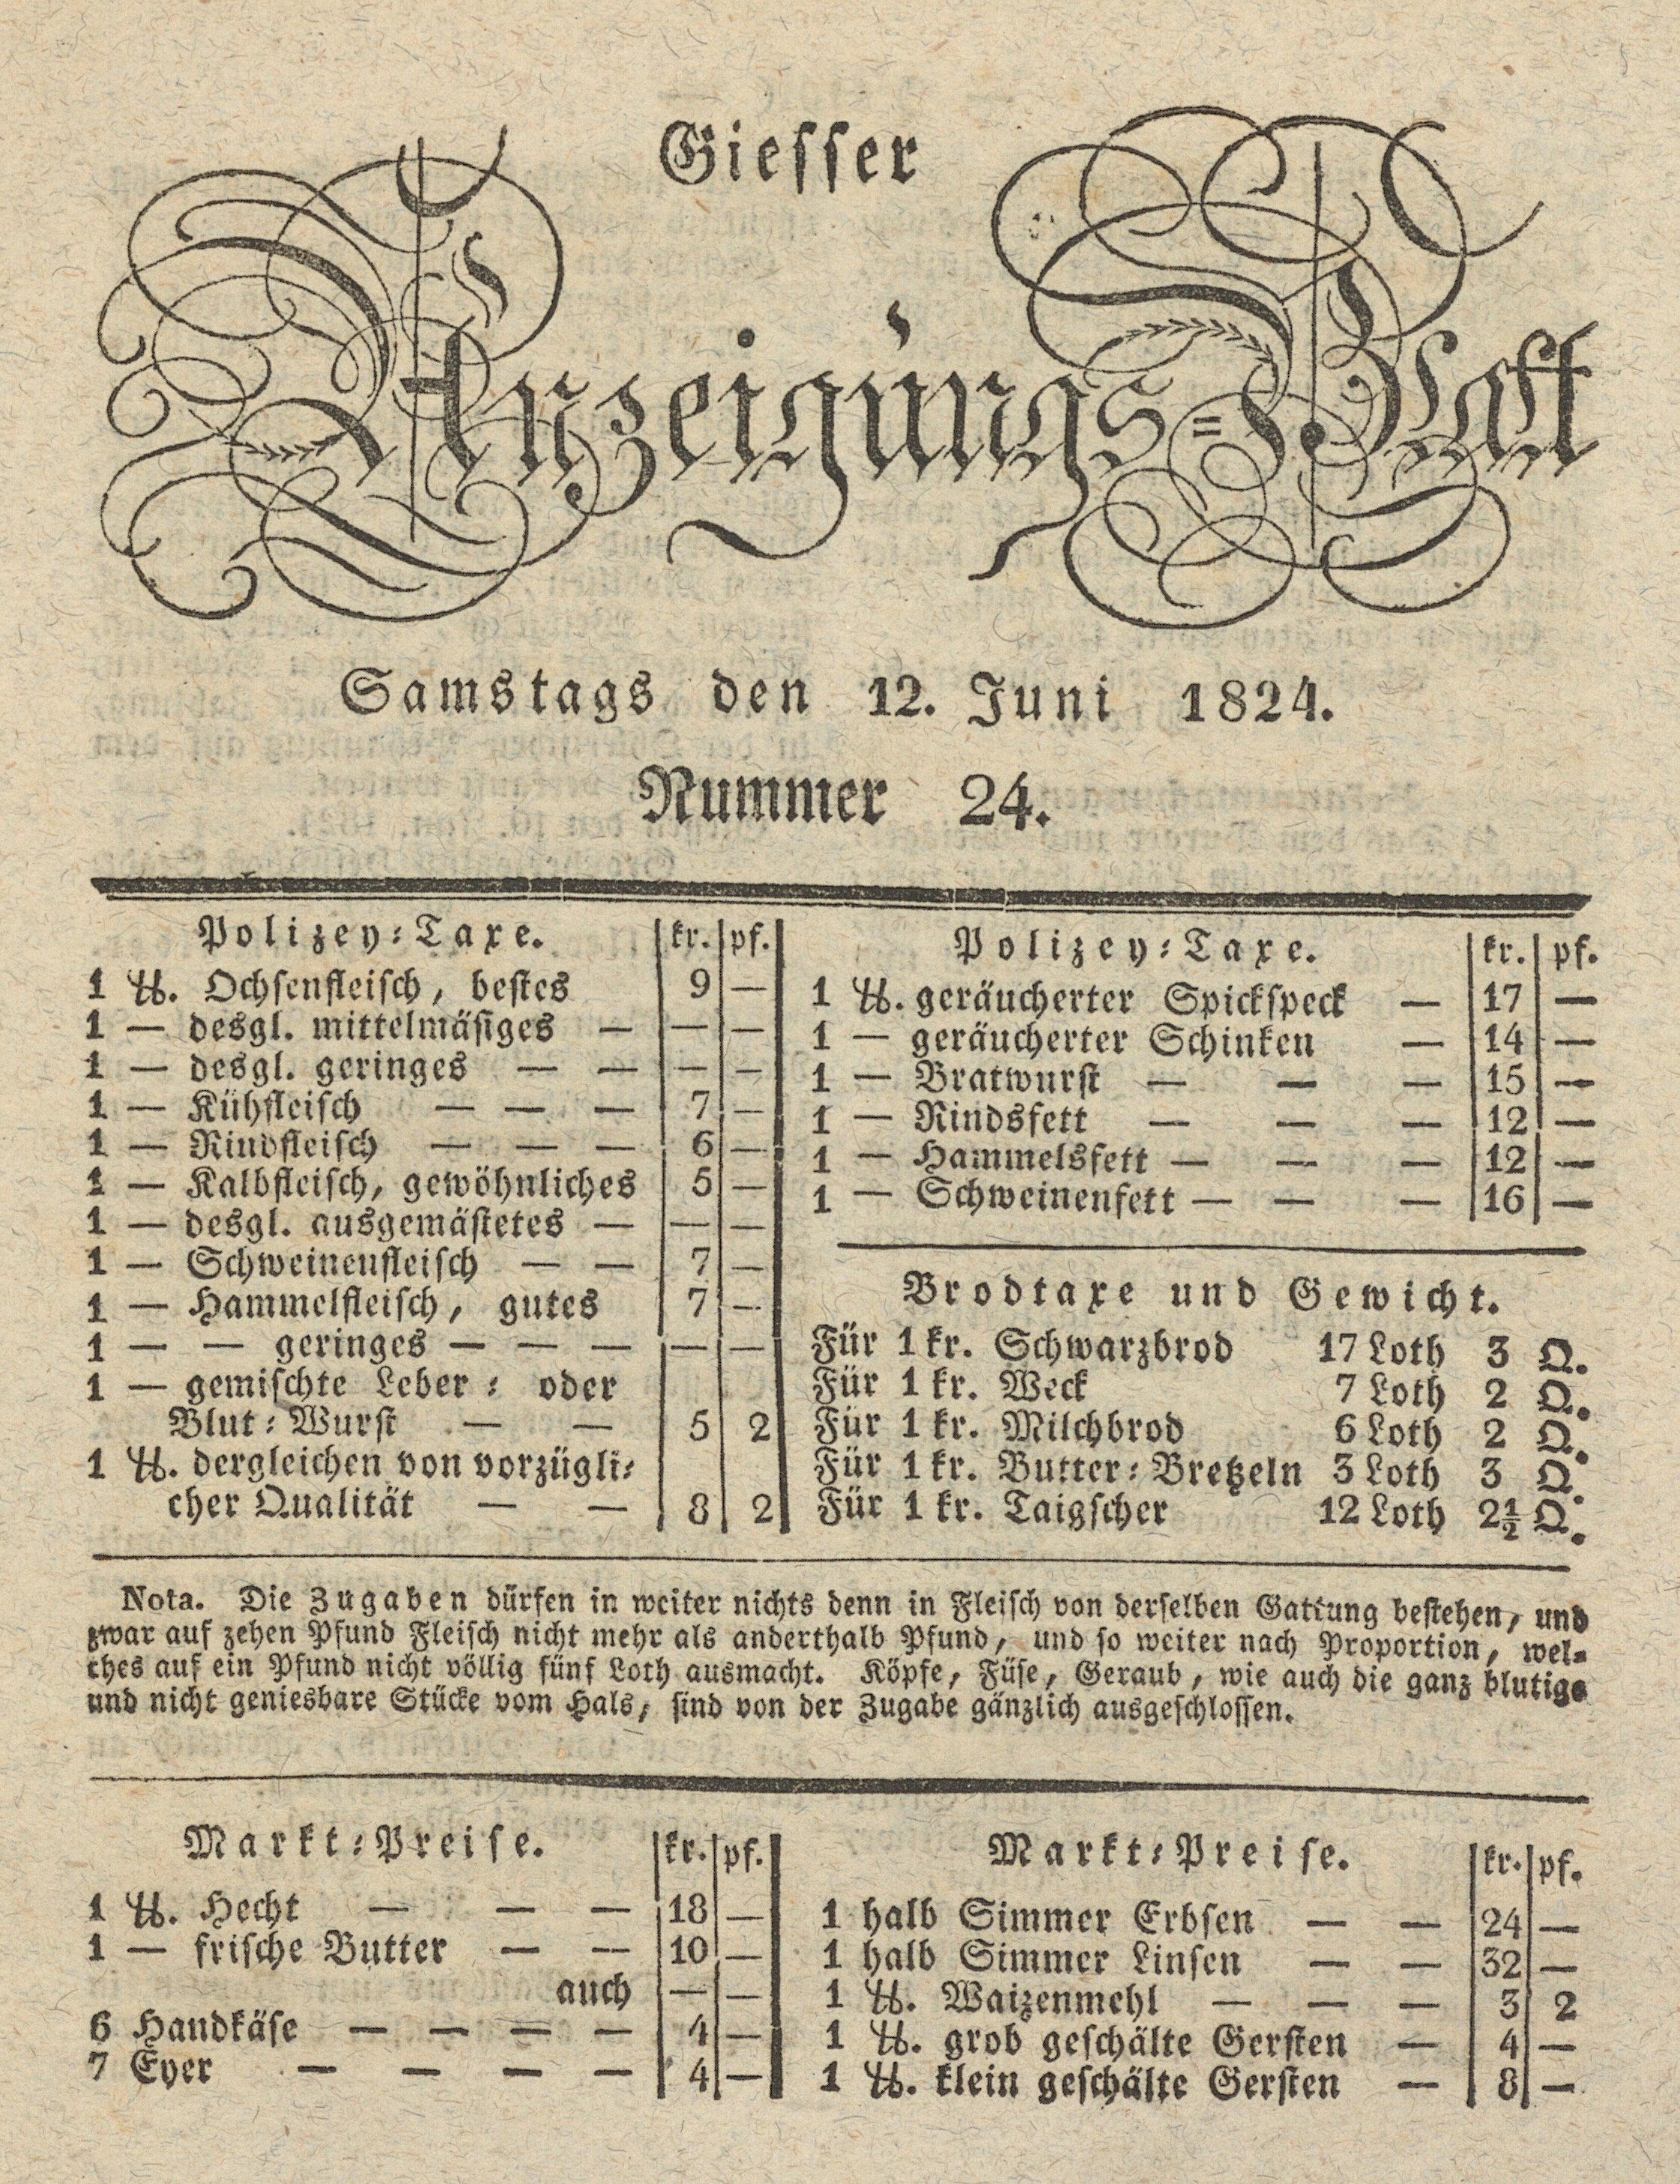 Giesser
Anzeigungs-Blatt
Samstags den 12. Juni 1824.
Nummer 24.
Polizey-Taxe. kr. pf.
1 ℔. Ochsenfleisch, bestes 9 —
1 — desgl. mittelmäsiges — — —
1 — desgl. geringes — — — —
1 — Kühfleisch — — — 7 —
1 — Rindfleisch — — — 6 —
1 — Kalbfleisch, gewöhnliches 5 —
1 — desgl. ausgemästetes — — —
1 — Schweinenfleisch — — 7 —
1 — Hammelfleisch, gutes 7 —
1 — — geringes — — — — —
1 — gemischte Leber- oder
Blut-Wurst — — 5 2
1 ℔. dergleichen von vorzügli-
cher Qualität — — 8 2
Polizey-Taxe. kr. pf.
1 ℔. geräucherter Spickspeck — 17 —
1 — geräucherter Schinken — 14 —
1 — Bratwurst — — — 15 —
1 — Rindsfett — — — 12 —
1 — Hammelsfett — — — 12 —
1 — Schweinenfett — — — 16 —
Brodtaxe und Gewicht.
Für 1 kr. Schwarzbrod 17 Loth 3 Q.
Für 1 kr. Weck 7 Loth 2 Q.
Für 1 kr. Milchbrod 6 Loth 2 Q.
Für 1 kr. Butter-Bretzeln 3 Loth 3 Q.
Für 1 kr. Taigscher 12 Loth 2½ Q.
Nota. Die Zugaben dürfen in weiter nichts denn in Fleisch von derselben Gattung bestehen, und
zwar auf zehen Pfund Fleisch nicht mehr als anderthalb Pfund, und so weiter nach Proportion, wel-
ches auf ein Pfund nicht völlig fünf Loth ausmacht. Köpfe, Füse, Geraub, wie auch die ganz blutige
und nicht geniesbare Stücke vom Hals, sind von der Zugabe gänzlich ausgeschlossen.
Markt-Preise. kr. pf.
1 ℔. Hecht — — — 18 —
1 — frische Butter — — 10 —
auch — —
6 Handkäse — — — — 4 —
7 Eyer — — — — 4 —
Markt-Preise. kr. pf.
1 halb Simmer Erbsen — — 24 —
1 halb Simmer Linsen — — 32 —
1 ℔. Waizenmehl — — — 3 2
1 ℔. grob geschälte Gersten — 4 —
1 ℔. klein geschälte Gersten — 8 —